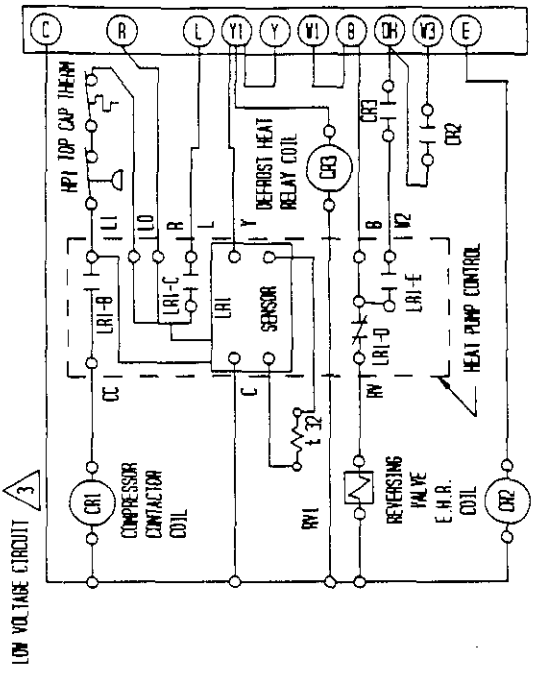 C R L Y1 Y W1 B DH W3 E
HP1 TOP CAP THERM
CR3
CR2
DEFROST HEAT
RELAY COIL
CR3
L1
LO
R
L
Y
B
W2
LR1-B
LR1-C
LR1
SENSOR
LR1-E
LR1-D
HEAT PUMP CONTROL
CC
C
RV
t 32
RV1
CR1
COMPRESSOR
CONTACTOR
COIL
REVERSING
VALVE
E.H.R.
COIL
CR2
LOW VOLTAGE CIRCUIT 3